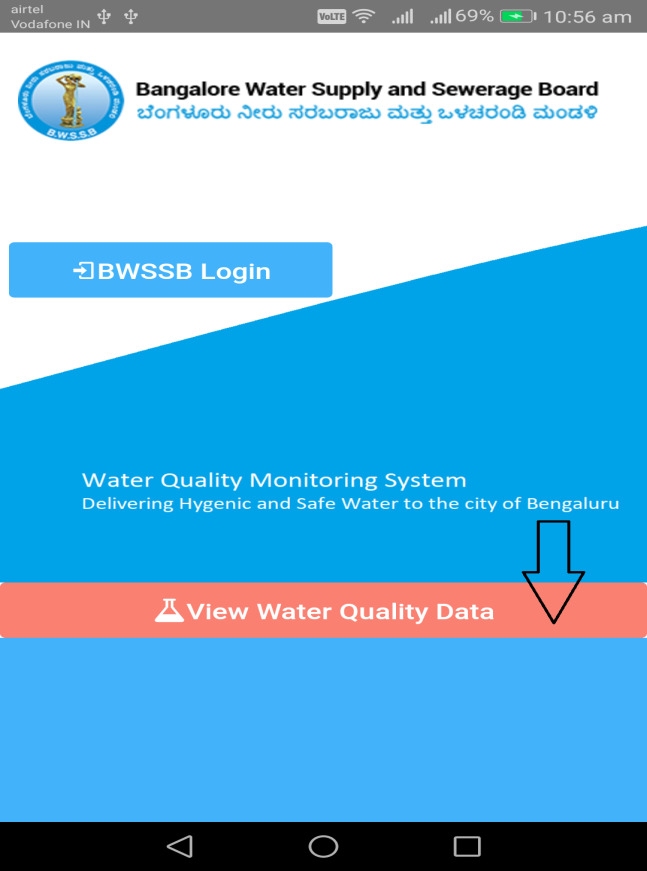 airtel
Vodafone IN
VoLTE
69%
10:56 am
B.W.S.S.B
Bangalore Water Supply and Sewerage Board
ಬೆಂಗಳೂರು ನೀರು ಸರಬರಾಜು ಮತ್ತು ಒಳಚರಂಡಿ ಮಂಡಳಿ
BWSSB Login
Water Quality Monitoring System
Delivering Hygenic and Safe Water to the city of Bengaluru
View Water Quality Data